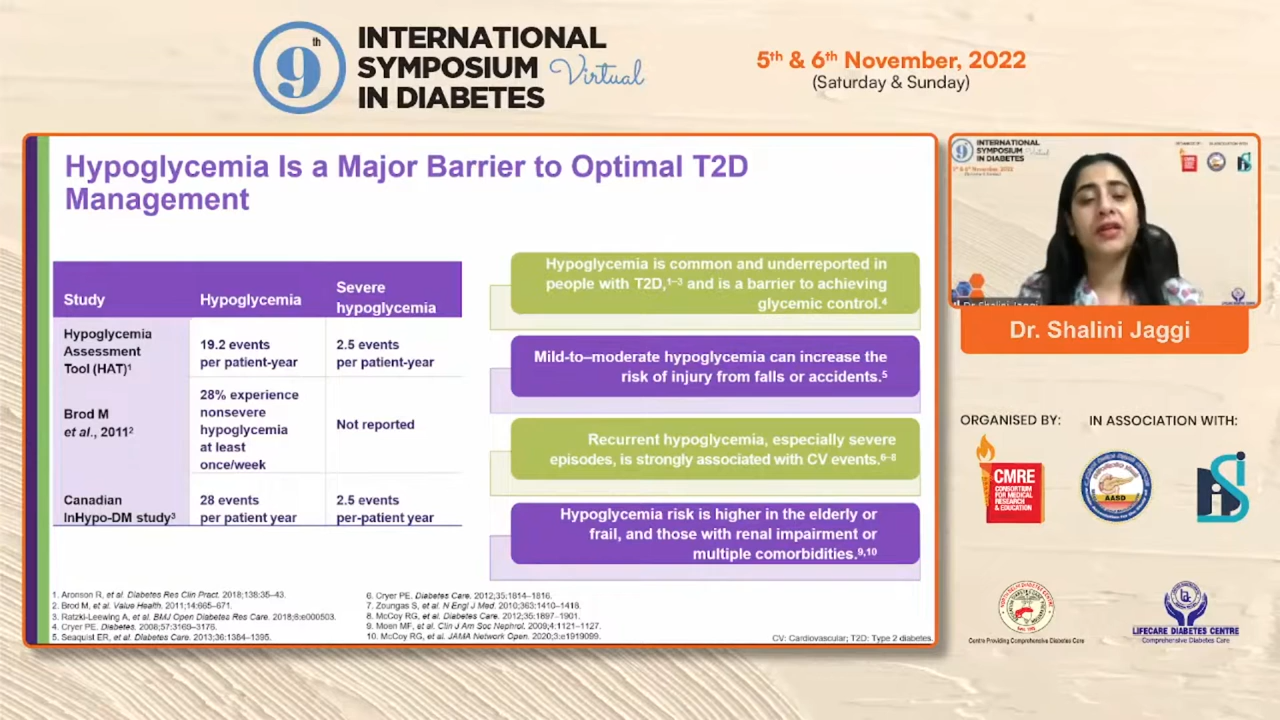 9th
INTERNATIONAL
SYMPOSIUM Virtual
IN DIABETES
5th & 6th November, 2022
(Saturday & Sunday)
Hypoglycemia Is a Major Barrier to Optimal T2D
Management
Study
Hypoglycemia
Severe
hypoglycemia
Hypoglycemia
Assessment
Tool (HAT)1
19.2 events
per patient-year
2.5 events
per patient-year
Brod M
et al., 20112
28% experience
nonsevere
hypoglycemia
at least
once/week
Not reported
Canadian
InHypo-DM study3
28 events
per patient year
2.5 events
per-patient year
Hypoglycemia is common and underreported in
people with T2D,1–3 and is a barrier to achieving
glycemic control.4
Mild-to–moderate hypoglycemia can increase the
risk of injury from falls or accidents.5
Recurrent hypoglycemia, especially severe
episodes, is strongly associated with CV events.6–8
Hypoglycemia risk is higher in the elderly or
frail, and those with renal impairment or
multiple comorbidities.9,10
1. Aronson R, et al. Diabetes Res Clin Pract. 2018;138:35–43.
2. Brod M, et al. Value Health. 2011;14:665–671.
3. Ratzki-Leewing A, et al. BMJ Open Diabetes Res Care. 2018;6:e000503.
4. Cryer PE. Diabetes. 2008;57:3169–3176.
5. Seaquist ER, et al. Diabetes Care. 2013;36:1384–1395.
6. Cryer PE. Diabetes Care. 2012;35:1814–1816.
7. Zoungas S, et al. N Engl J Med. 2010;363:1410–1418.
8. McCoy RG, et al. Diabetes Care. 2012;35:1897–1901.
9. Moen MF, et al. Clin J Am Soc Nephrol. 2009;4:1121–1127.
10. McCoy RG, et al. JAMA Network Open. 2020;3:e1919099.
CV: Cardiovascular; T2D: Type 2 diabetes.
9
INTERNATIONAL
SYMPOSIUM
IN DIABETES
Dr. Shalini Jaggi
Dr. Shalini Jaggi
ORGANISED BY:
IN ASSOCIATION WITH:
CMRE
CONSORTIUM
FOR MEDICAL
RESEARCH
& EDUCATION
AASD
Centre Providing Comprehensive Diabetes Care
LIFECARE DIABETES CENTRE
Comprehensive Diabetes Care